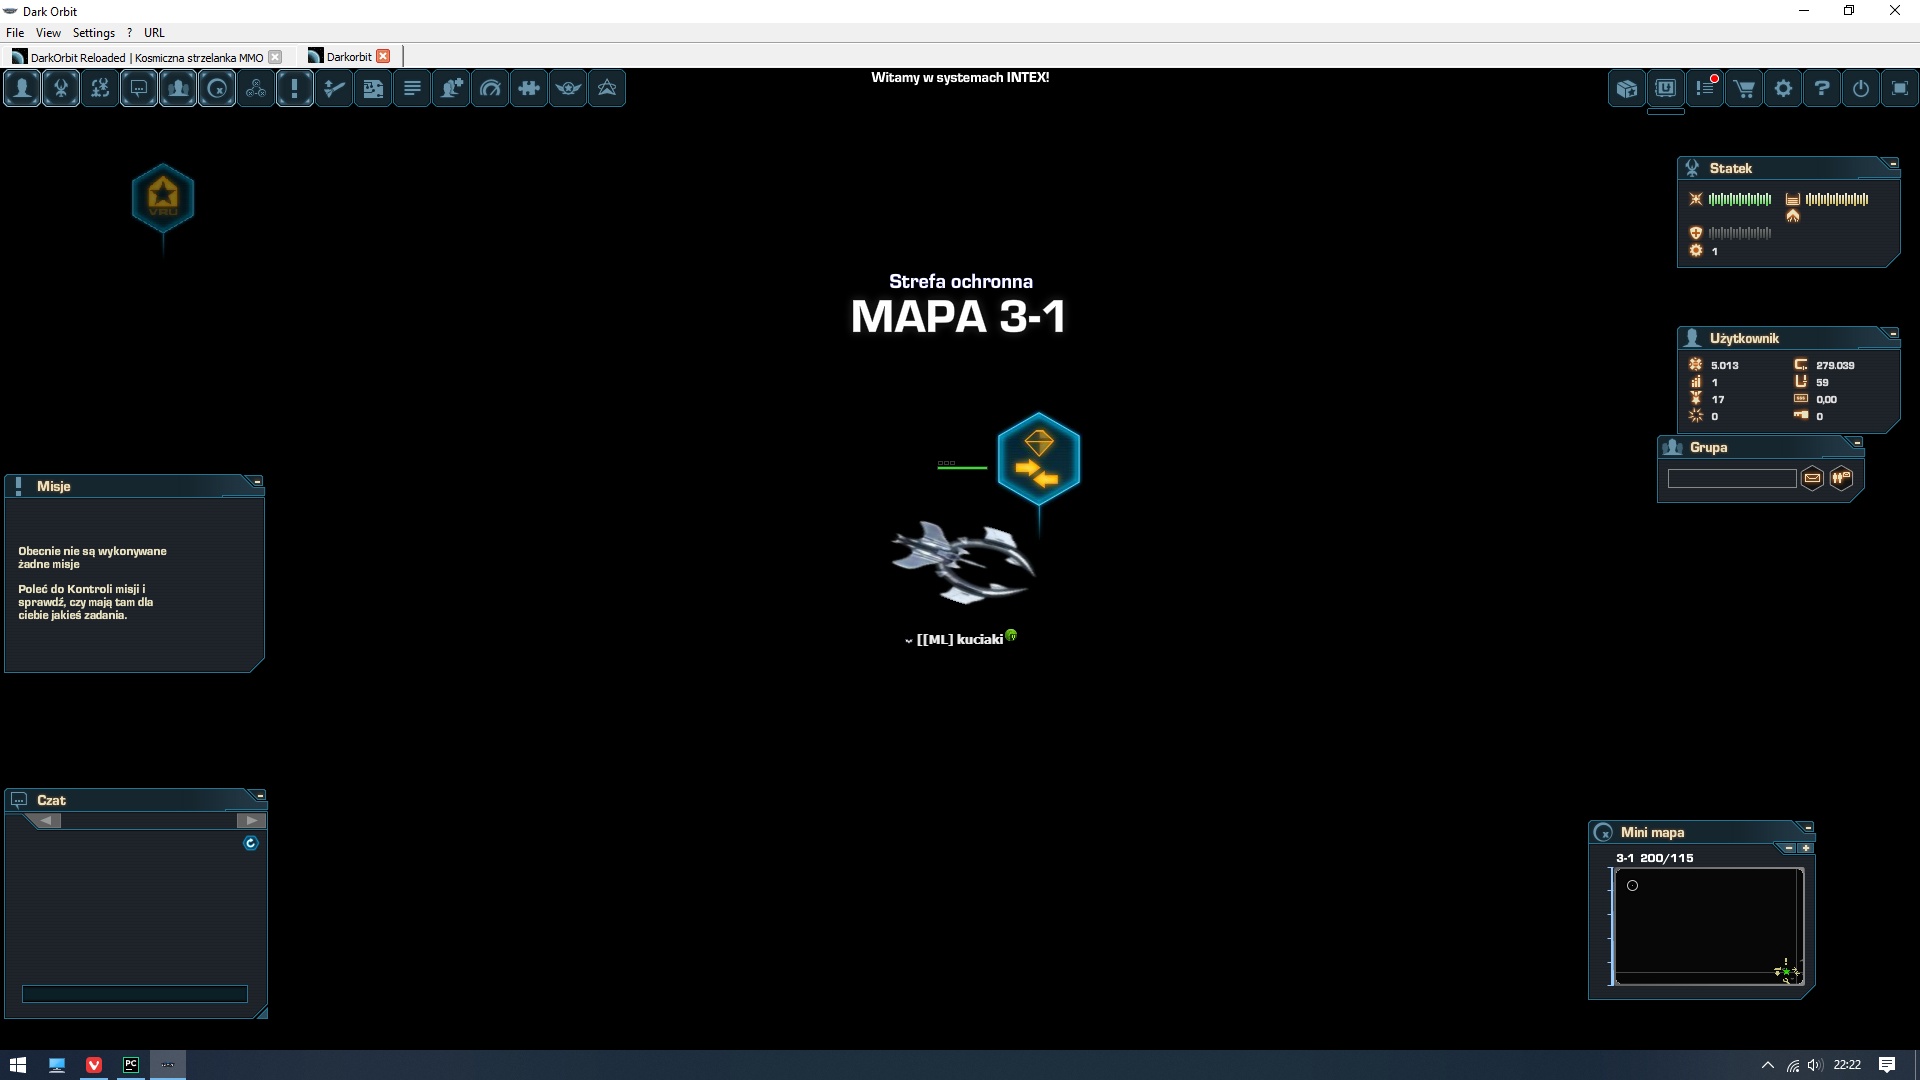 Dark Orbit
File View Settings ? URL
DarkOrbit Reloaded | Kosmiczna strzelanka MMO
Darkorbit
Witamy w systemach INTEX!
VRU
Strefa ochronna
MAPA 3-1
[[ML] kuciaki
Statek
1
Użytkownik
5.013 279.039
1 59
17 0,00
0 0
Grupa
Misje
Obecnie nie są wykonywane
żadne misje
Poleć do Kontroli misji i
sprawdź, czy mają tam dla
ciebie jakieś zadania.
Czat
Mini mapa
3-1 200/115
PC
22:22